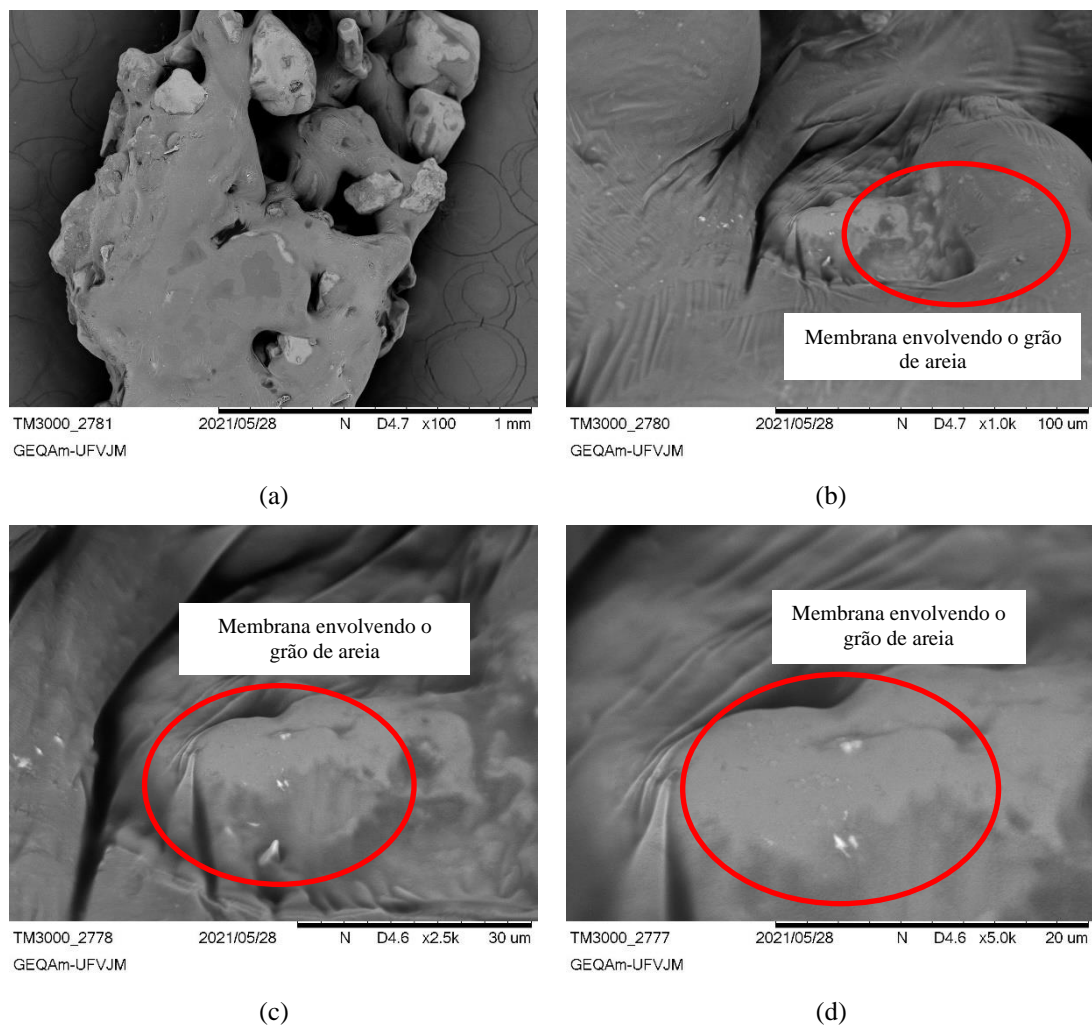 TM3000_2781 2021/05/28 N D4.7 x100 1 mm
GEQAm-UFVJM
(a)
Membrana envolvendo o grão
de areia
TM3000_2780 2021/05/28 N D4.7 x1.0k 100 um
GEQAm-UFVJM
(b)
Membrana envolvendo o
grão de areia
TM3000_2778 2021/05/28 N D4.6 x2.5k 30 um
GEQAm-UFVJM
(c)
Membrana envolvendo o
grão de areia
TM3000_2777 2021/05/28 N D4.6 x5.0k 20 um
GEQAm-UFVJM
(d)